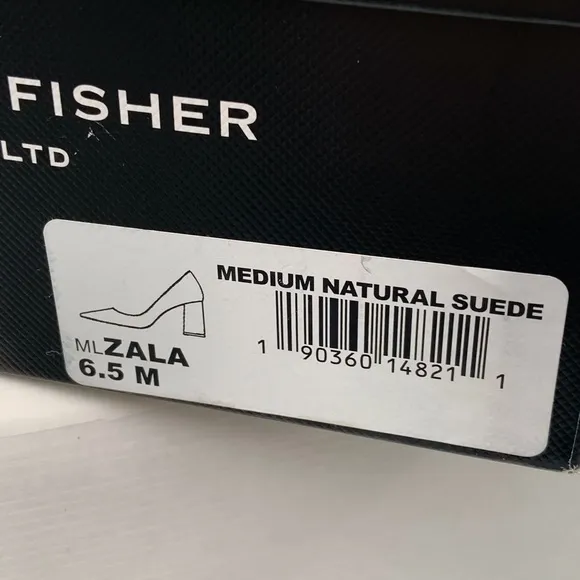 FISHER
LTD
MEDIUM NATURAL SUEDE
MLZALA
6.5 M
1 90360 14821 1